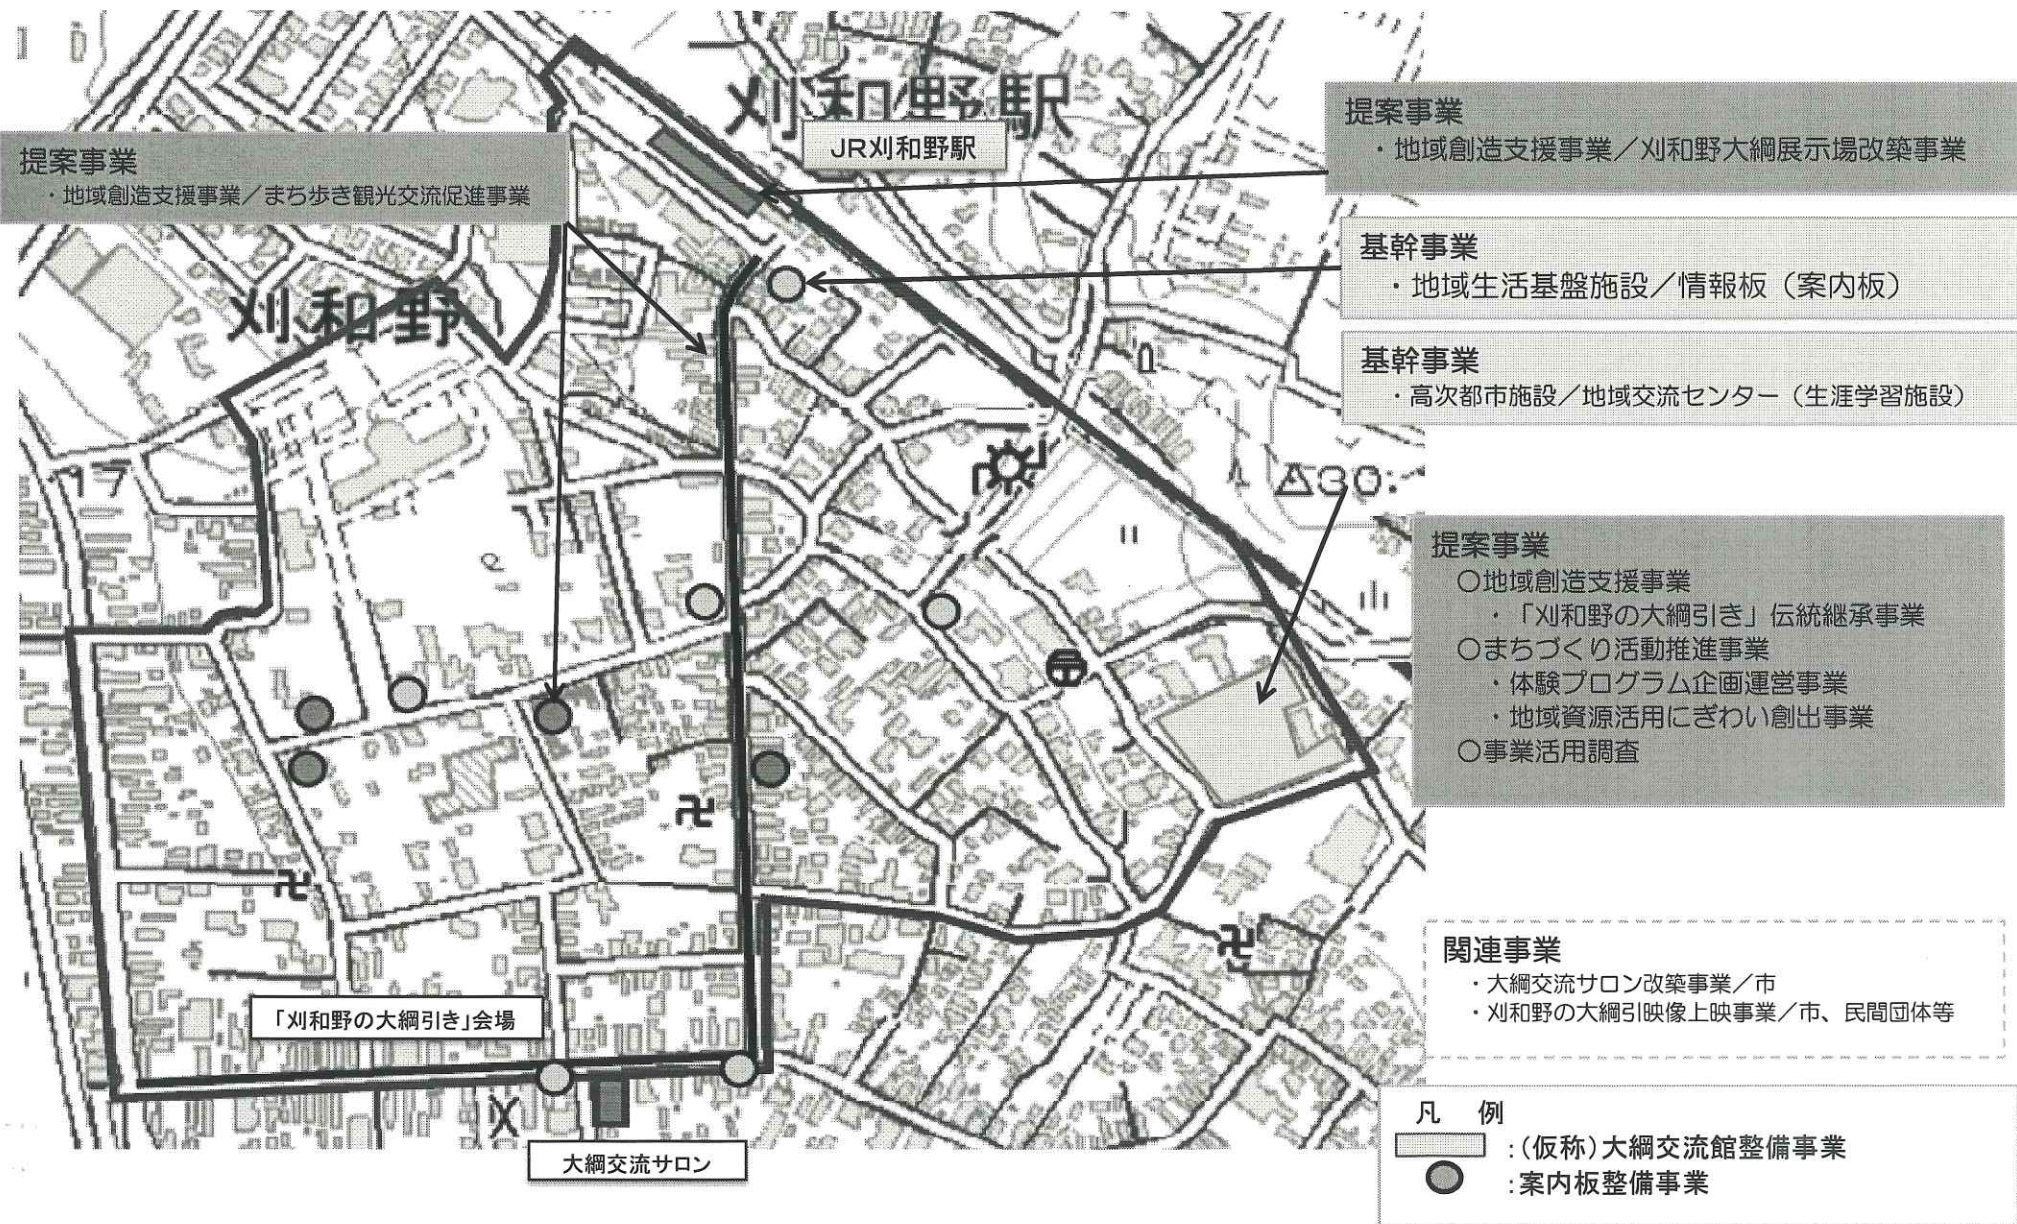 刈和野駅
JR刈和野駅
提案事業
・地域創造支援事業／まち歩き観光交流促進事業
刈和野
提案事業
・地域創造支援事業／刈和野大綱展示場改築事業
基幹事業
・地域生活基盤施設／情報板（案内板）
基幹事業
・高次都市施設／地域交流センター（生涯学習施設）
17
△30.
提案事業
○地域創造支援事業
・「刈和野の大綱引き」伝統継承事業
○まちづくり活動推進事業
・体験プログラム企画運営事業
・地域資源活用にぎわい創出事業
○事業活用調査
関連事業
・大綱交流サロン改築事業／市
・刈和野の大綱引映像上映事業／市、民間団体等
「刈和野の大綱引き」会場
大綱交流サロン
凡　例
:(仮称)大綱交流館整備事業
:案内板整備事業